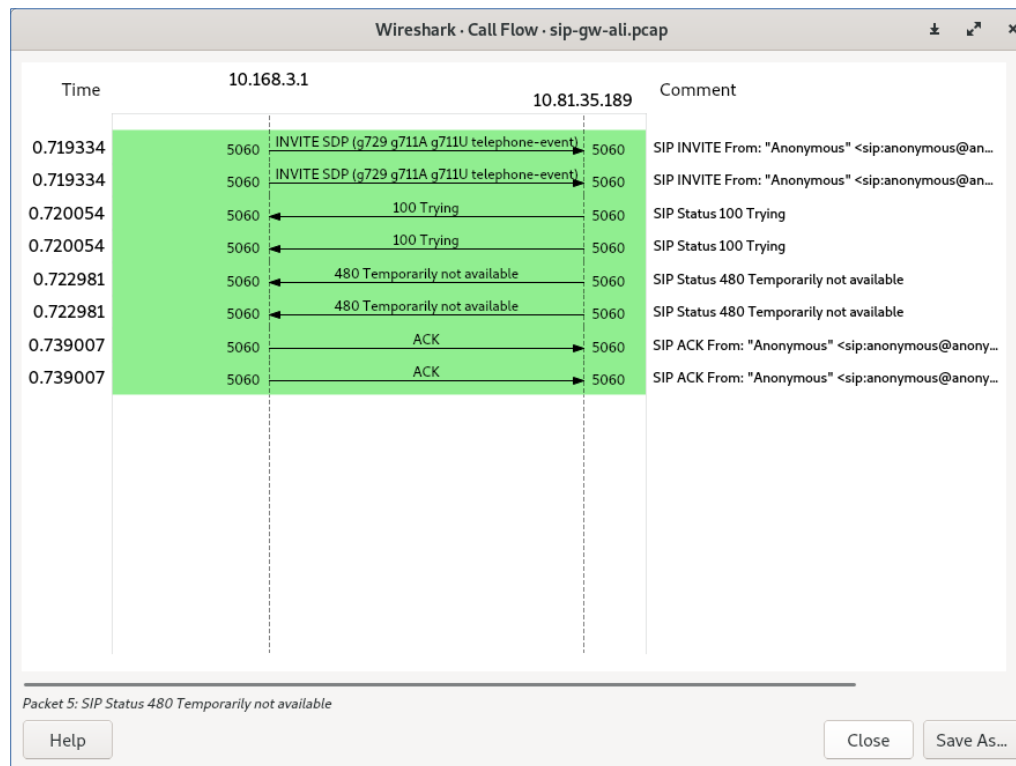 Wireshark · Call Flow · sip-gw-ali.pcap
Time 10.168.3.1 10.81.35.189 Comment
0.719334 5060 INVITE SDP (g729 g711A g711U telephone-event) 5060 SIP INVITE From: "Anonymous" <sip:anonymous@an...
0.719334 5060 INVITE SDP (g729 g711A g711U telephone-event) 5060 SIP INVITE From: "Anonymous" <sip:anonymous@an...
0.720054 5060 100 Trying 5060 SIP Status 100 Trying
0.720054 5060 100 Trying 5060 SIP Status 100 Trying
0.722981 5060 480 Temporarily not available 5060 SIP Status 480 Temporarily not available
0.722981 5060 480 Temporarily not available 5060 SIP Status 480 Temporarily not available
0.739007 5060 ACK 5060 SIP ACK From: "Anonymous" <sip:anonymous@anony...
0.739007 5060 ACK 5060 SIP ACK From: "Anonymous" <sip:anonymous@anony...
Packet 5: SIP Status 480 Temporarily not available
Help Close Save As...